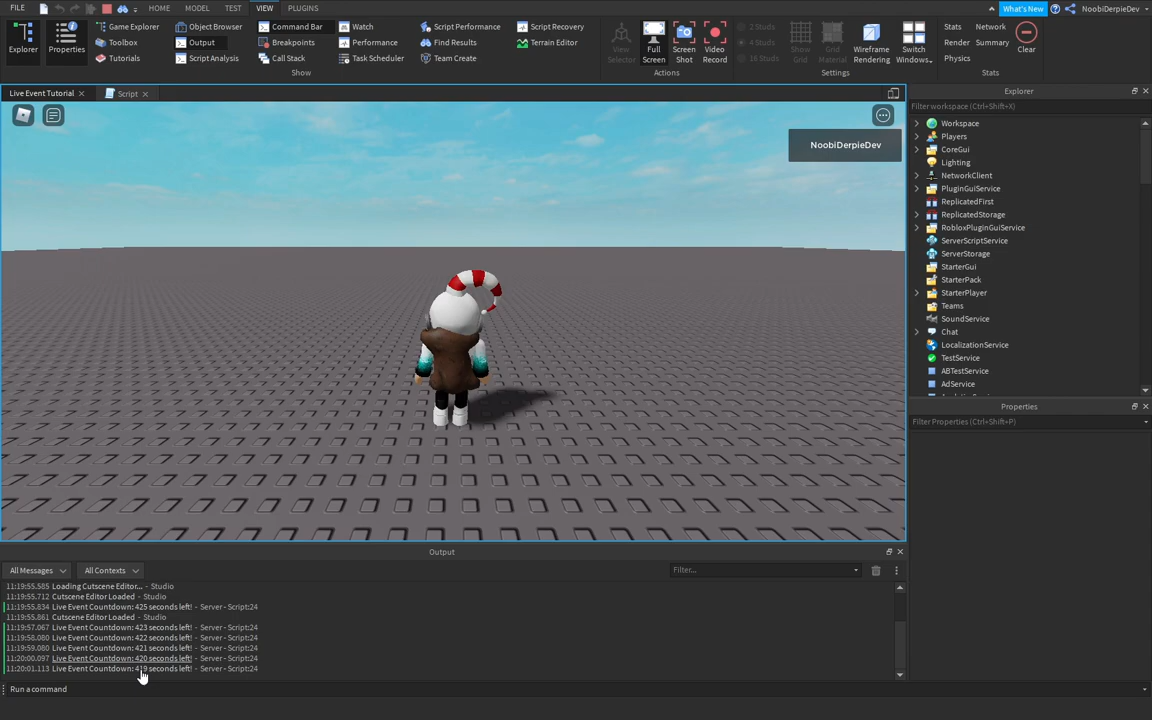 FILE HOME MODEL TEST VIEW PLUGINS What's New NoobiDerpieDev
Explorer
Properties
Game Explorer
Toolbox
Tutorials
Object Browser
Output
Script Analysis
Command Bar
Breakpoints
Call Stack
Watch
Performance
Task Scheduler
Script Performance
Find Results
Team Create
Script Recovery
Terrain Editor
Show
View Selector
Full Screen
Screen Shot
Video Record
Actions
2 Studs
4 Studs
16 Studs
Show Grid
Grid Material
Wireframe Rendering
Switch Windows
Settings
Stats
Render
Physics
Network
Summary
Clear
Stats
Live Event Tutorial
Script
NoobiDerpieDev
Explorer
Filter workspace (Ctrl+Shift+X)
Workspace
Players
CoreGui
Lighting
NetworkClient
PluginGuiService
ReplicatedFirst
ReplicatedStorage
RobloxPluginGuiService
ServerScriptService
ServerStorage
StarterGui
StarterPack
StarterPlayer
Teams
SoundService
Chat
LocalizationService
TestService
ABTestService
AdService
Properties
Filter Properties (Ctrl+Shift+P)
Output
All Messages All Contexts Filter...
11:19:55.585 Loading Cutscene Editor... - Studio
11:19:55.712 Cutscene Editor Loaded - Studio
11:19:55.834 Live Event Countdown: 425 seconds left! - Server - Script:24
11:19:55.861 Cutscene Editor Loaded - Studio
11:19:57.067 Live Event Countdown: 423 seconds left! - Server - Script:24
11:19:58.080 Live Event Countdown: 422 seconds left! - Server - Script:24
11:19:59.080 Live Event Countdown: 421 seconds left! - Server - Script:24
11:20:00.097 Live Event Countdown: 420 seconds left! - Server - Script:24
11:20:01.113 Live Event Countdown: 419 seconds left! - Server - Script:24
Run a command